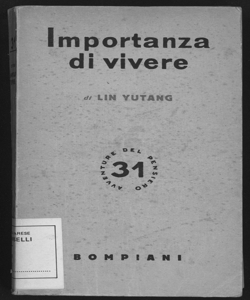 Importanza
di vivere
di LIN YUTANG
AVVENTURE DEL PENSIERO
31
BOMPIANI